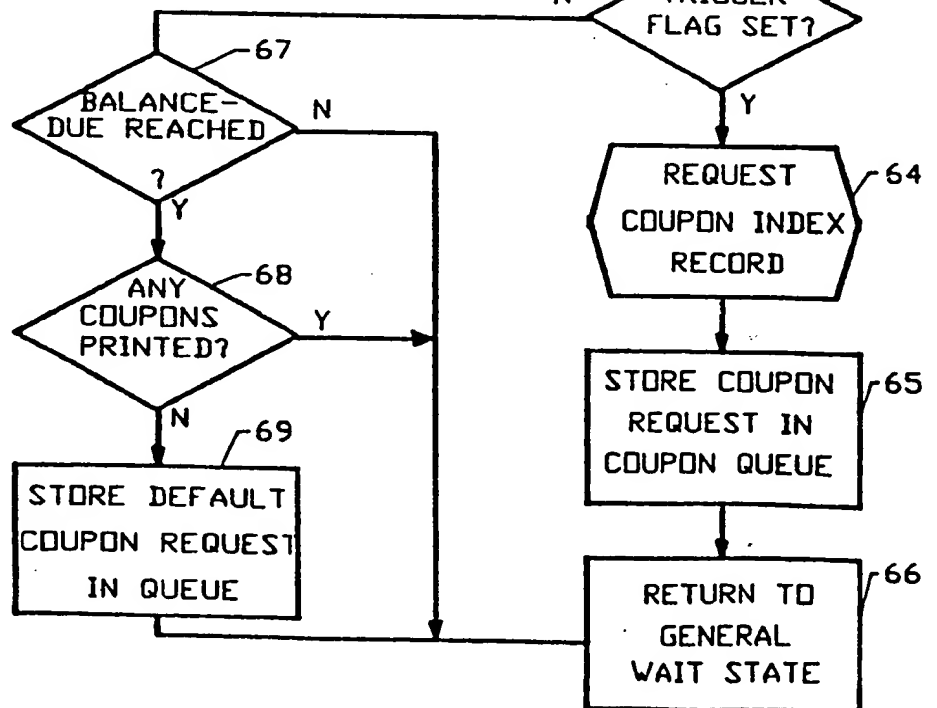 N
TRIGGER
FLAG SET?
Y
67
BALANCE-
DUE REACHED
?
N
Y
REQUEST
COUPON INDEX
RECORD
64
68
ANY
COUPONS
PRINTED?
Y
N
STORE COUPON
REQUEST IN
COUPON QUEUE
65
69
STORE DEFAULT
COUPON REQUEST
IN QUEUE
RETURN TO
GENERAL
WAIT STATE
66